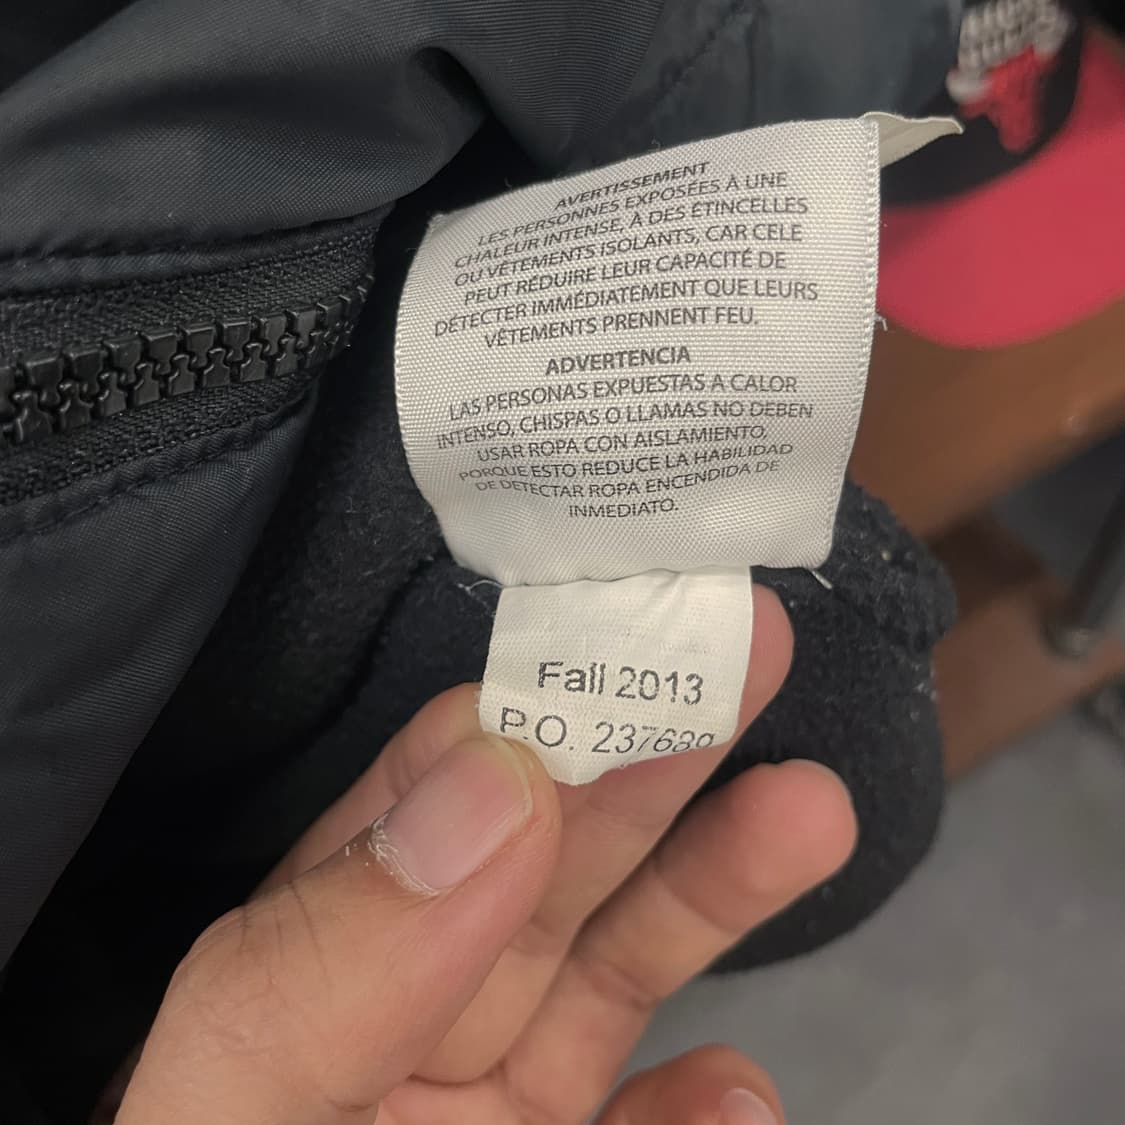 AVERTISSEMENT
LES PERSONNES EXPOSÉES À UNE
CHALEUR INTENSE, À DES ÉTINCELLES
OU VÊTEMENTS ISOLANTS, CAR CELE
PEUT RÉDUIRE LEUR CAPACITÉ DE
DÉTECTER IMMÉDIATEMENT QUE LEURS
VÊTEMENTS PRENNENT FEU.
ADVERTENCIA
LAS PERSONAS EXPUESTAS A CALOR
INTENSO, CHISPAS O LLAMAS NO DEBEN
USAR ROPA CON AISLAMIENTO,
PORQUE ESTO REDUCE LA HABILIDAD
DE DETECTAR ROPA ENCENDIDA DE
INMEDIATO.
Fall 2013
P.O. 237689